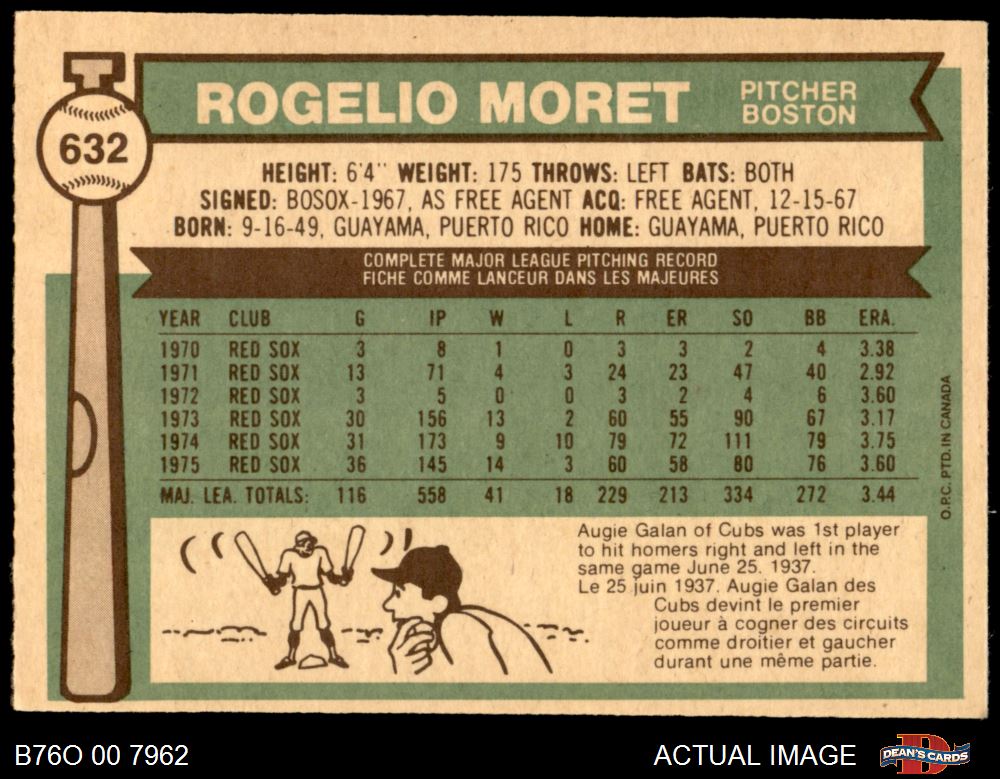 632
ROGELIO MORET
PITCHER
BOSTON
HEIGHT: 6'4" WEIGHT: 175 THROWS: LEFT BATS: BOTH
SIGNED: BOSOX-1967, AS FREE AGENT ACQ: FREE AGENT, 12-15-67
BORN: 9-16-49, GUAYAMA, PUERTO RICO HOME: GUAYAMA, PUERTO RICO
COMPLETE MAJOR LEAGUE PITCHING RECORD
FICHE COMME LANCEUR DANS LES MAJEURES
YEAR CLUB G IP W L R ER SO BB ERA.
1970 RED SOX 3 8 1 0 3 3 2 4 3.38
1971 RED SOX 13 71 4 3 24 23 47 40 2.92
1972 RED SOX 3 5 0 0 3 2 4 6 3.60
1973 RED SOX 30 156 13 2 60 55 90 67 3.17
1974 RED SOX 31 173 9 10 79 72 111 79 3.75
1975 RED SOX 36 145 14 3 60 58 80 76 3.60
MAJ. LEA. TOTALS: 116 558 41 18 229 213 334 272 3.44
O.P.C. PTD. IN CANADA
Augie Galan of Cubs was 1st player
to hit homers right and left in the
same game June 25. 1937.
Le 25 juin 1937. Augie Galan des
Cubs devint le premier
joueur à cogner des circuits
comme droitier et gaucher
durant une même partie.
B76O 00 7962
ACTUAL IMAGE
DEAN'S CARDS